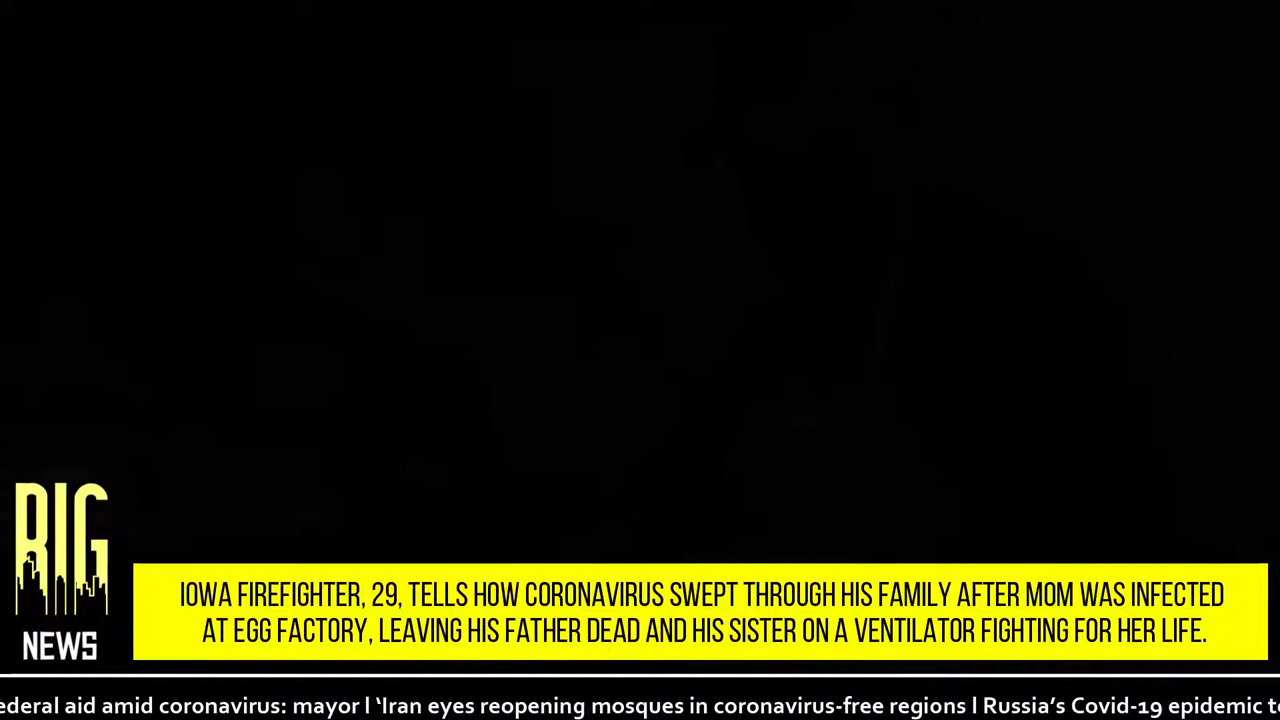 BIG
NEWS
IOWA FIREFIGHTER, 29, TELLS HOW CORONAVIRUS SWEPT THROUGH HIS FAMILY AFTER MOM WAS INFECTED
AT EGG FACTORY, LEAVING HIS FATHER DEAD AND HIS SISTER ON A VENTILATOR FIGHTING FOR HER LIFE.
ederal aid amid coronavirus: mayor l ‘Iran eyes reopening mosques in coronavirus-free regions l Russia’s Covid-19 epidemic t